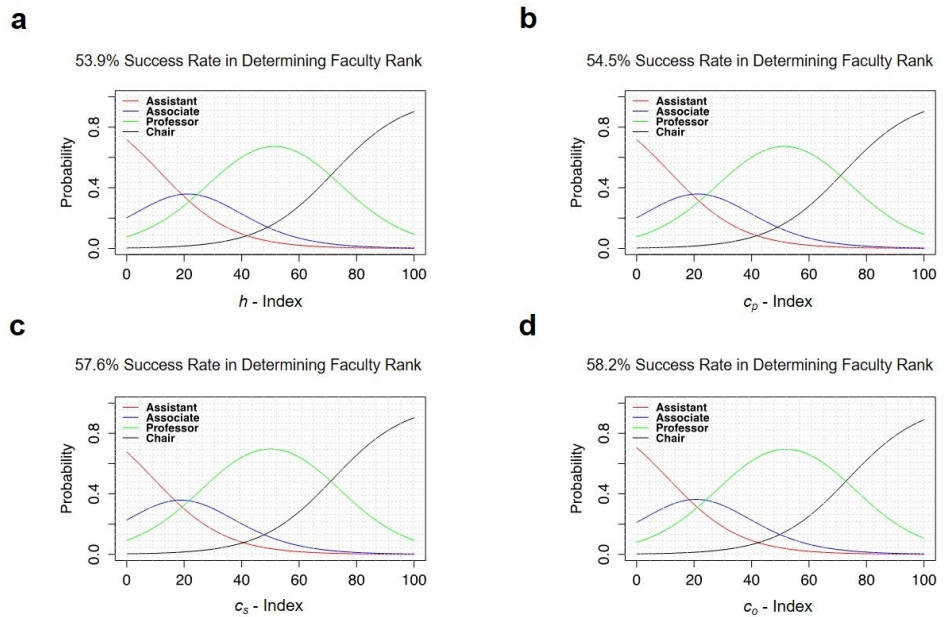 a
53.9% Success Rate in Determining Faculty Rank
Assistant
Associate
Professor
Chair
Probability
0.0
0.4
0.8
0 20 40 60 80 100
h - Index
b
54.5% Success Rate in Determining Faculty Rank
Assistant
Associate
Professor
Chair
Probability
0.0
0.4
0.8
0 20 40 60 80 100
cp - Index
c
57.6% Success Rate in Determining Faculty Rank
Assistant
Associate
Professor
Chair
Probability
0.0
0.4
0.8
0 20 40 60 80 100
cs - Index
d
58.2% Success Rate in Determining Faculty Rank
Assistant
Associate
Professor
Chair
Probability
0.0
0.4
0.8
0 20 40 60 80 100
co - Index